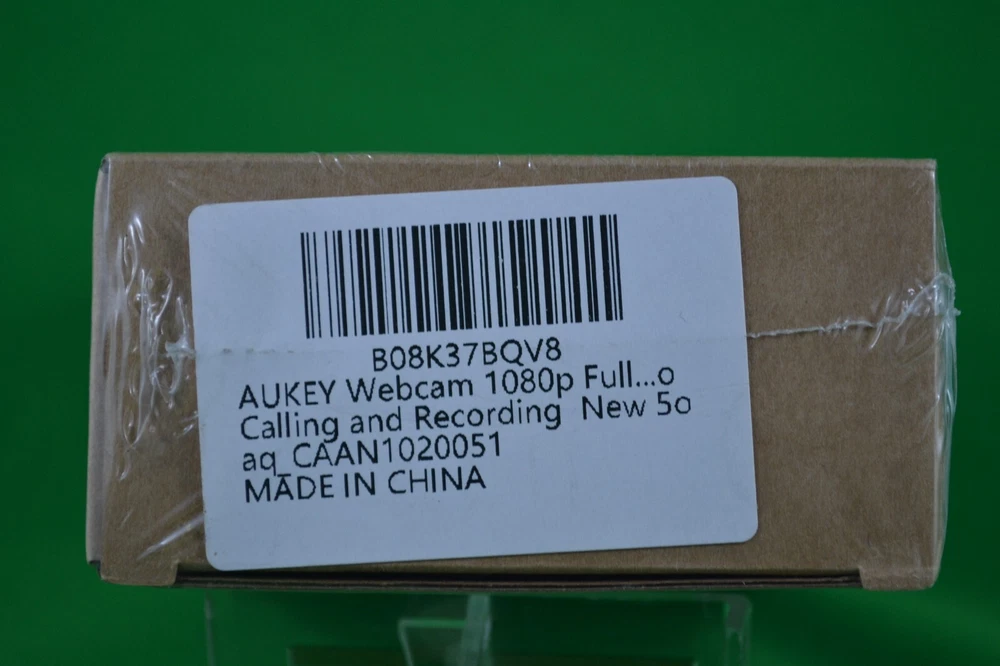 B08K37BQV8
AUKEY Webcam 1080p Full...o
Calling and Recording New 5o
aq_CAAN1020051
MADE IN CHINA